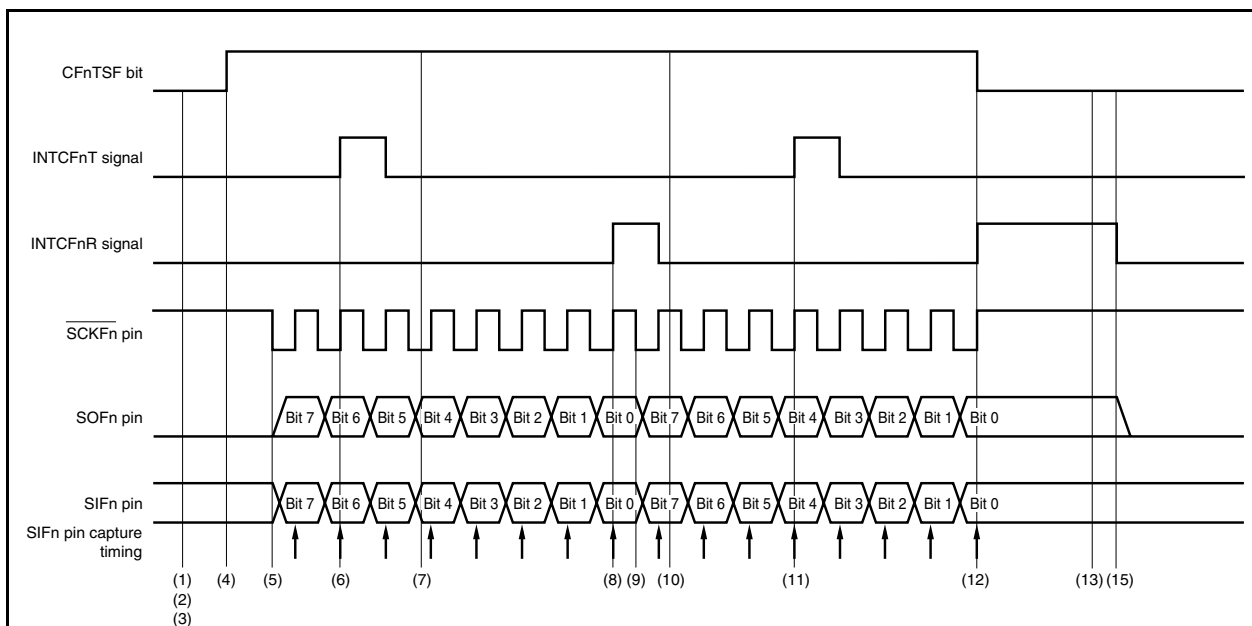 CFnTSF bit
INTCFnT signal
INTCFnR signal
SCKFn pin
SOFn pin
Bit 7 Bit 6 Bit 5 Bit 4 Bit 3 Bit 2 Bit 1 Bit 0 Bit 7 Bit 6 Bit 5 Bit 4 Bit 3 Bit 2 Bit 1 Bit 0
SIFn pin
Bit 7 Bit 6 Bit 5 Bit 4 Bit 3 Bit 2 Bit 1 Bit 0 Bit 7 Bit 6 Bit 5 Bit 4 Bit 3 Bit 2 Bit 1 Bit 0
SIFn pin capture
timing
(1) (4) (5) (6) (7) (8) (9) (10) (11) (12) (13) (15)
(2)
(3)